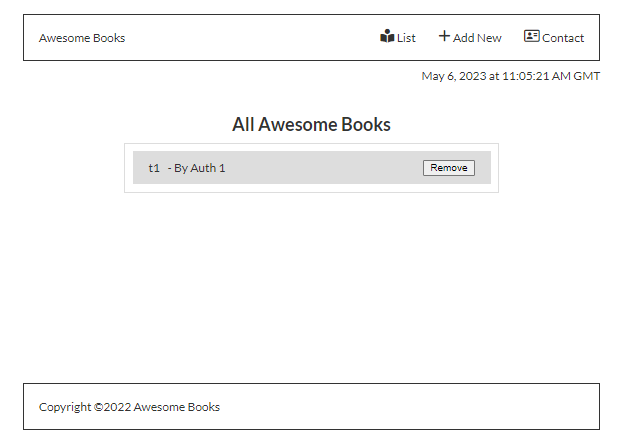 Awesome Books List Add New Contact
May 6, 2023 at 11:05:21 AM GMT
All Awesome Books
t1 - By Auth 1 Remove
Copyright ©2022 Awesome Books